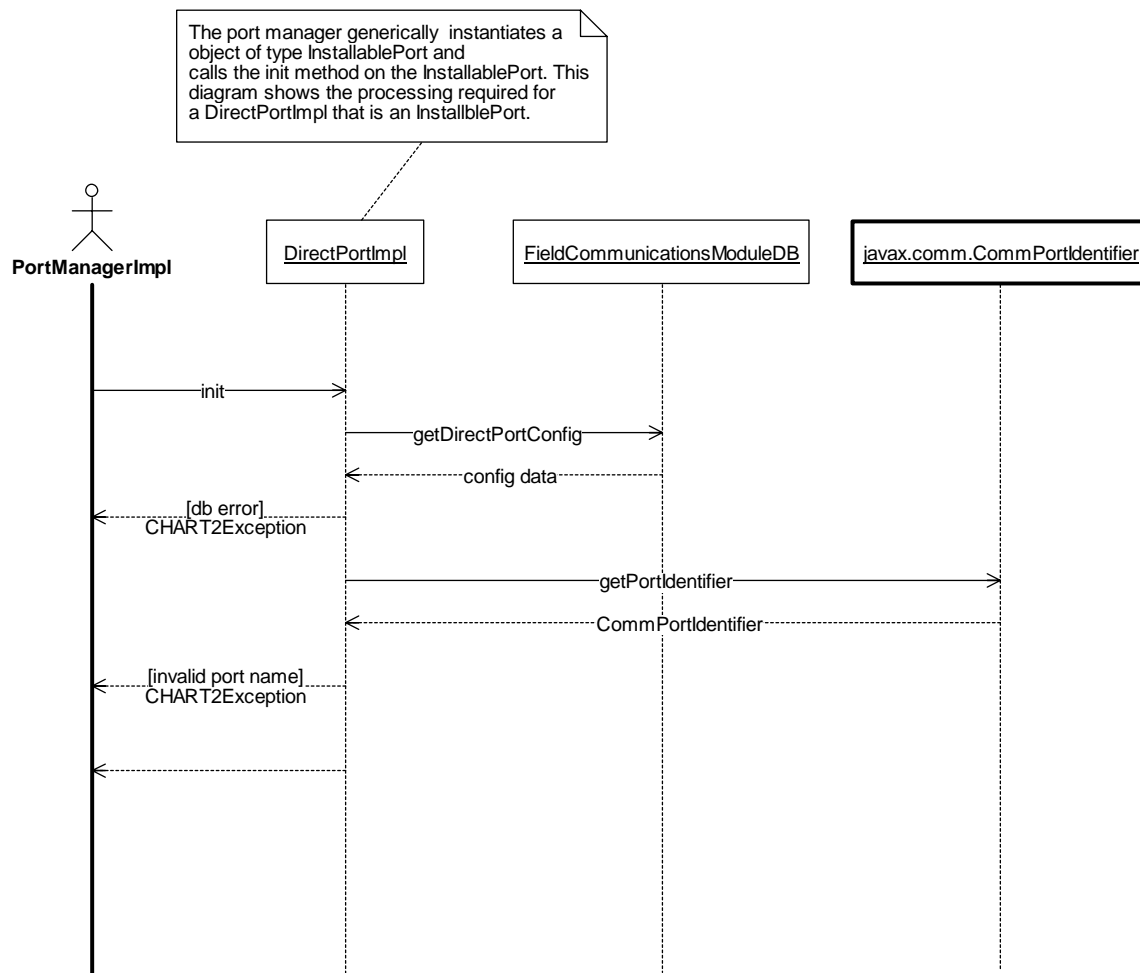 The port manager generically  instantiates a
object of type InstallablePort and
calls the init method on the InstallablePort. This
diagram shows the processing required for
a DirectPortImpl that is an InstallblePort.
PortManagerImpl
DirectPortImpl
FieldCommunicationsModuleDB
javax.comm.CommPortIdentifier
init
getDirectPortConfig
config data
[db error]
CHART2Exception
getPortIdentifier
CommPortIdentifier
[invalid port name]
CHART2Exception